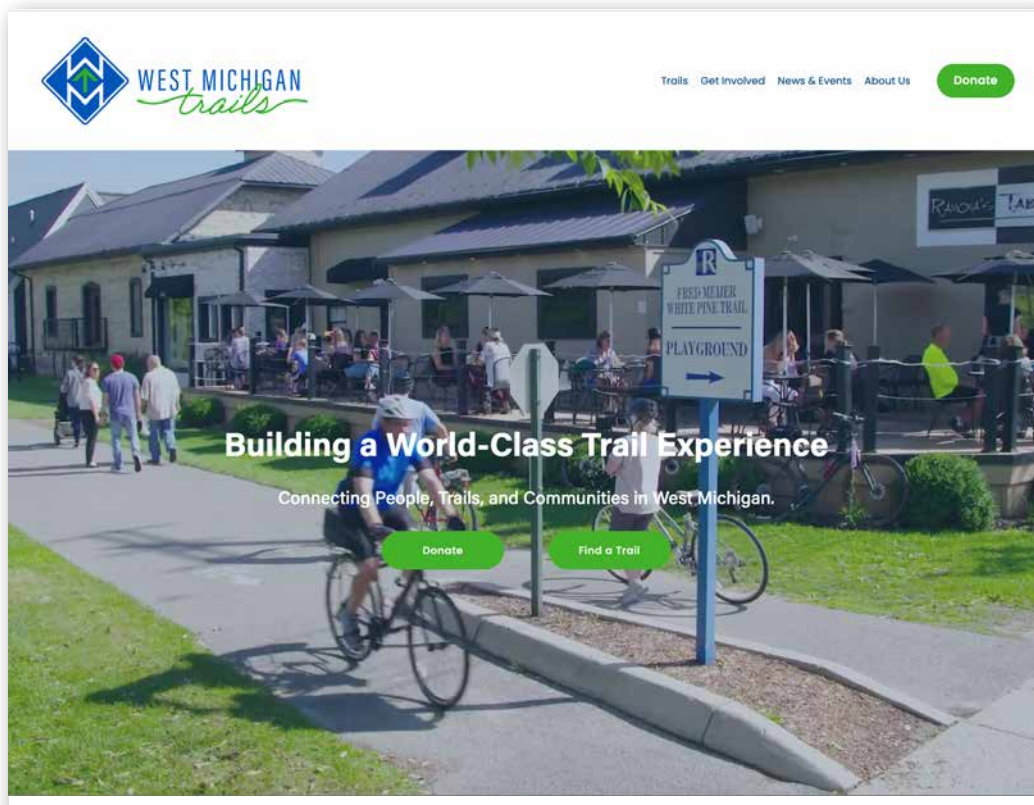 WEST MICHIGAN
trails
Trails Get Involved News & Events About Us Donate
RAMONA'S
R
FRED MEIJER
WHITE PINE TRAIL
PLAYGROUND
Building a World-Class Trail Experience
Connecting People, Trails, and Communities in West Michigan.
Donate Find a Trail